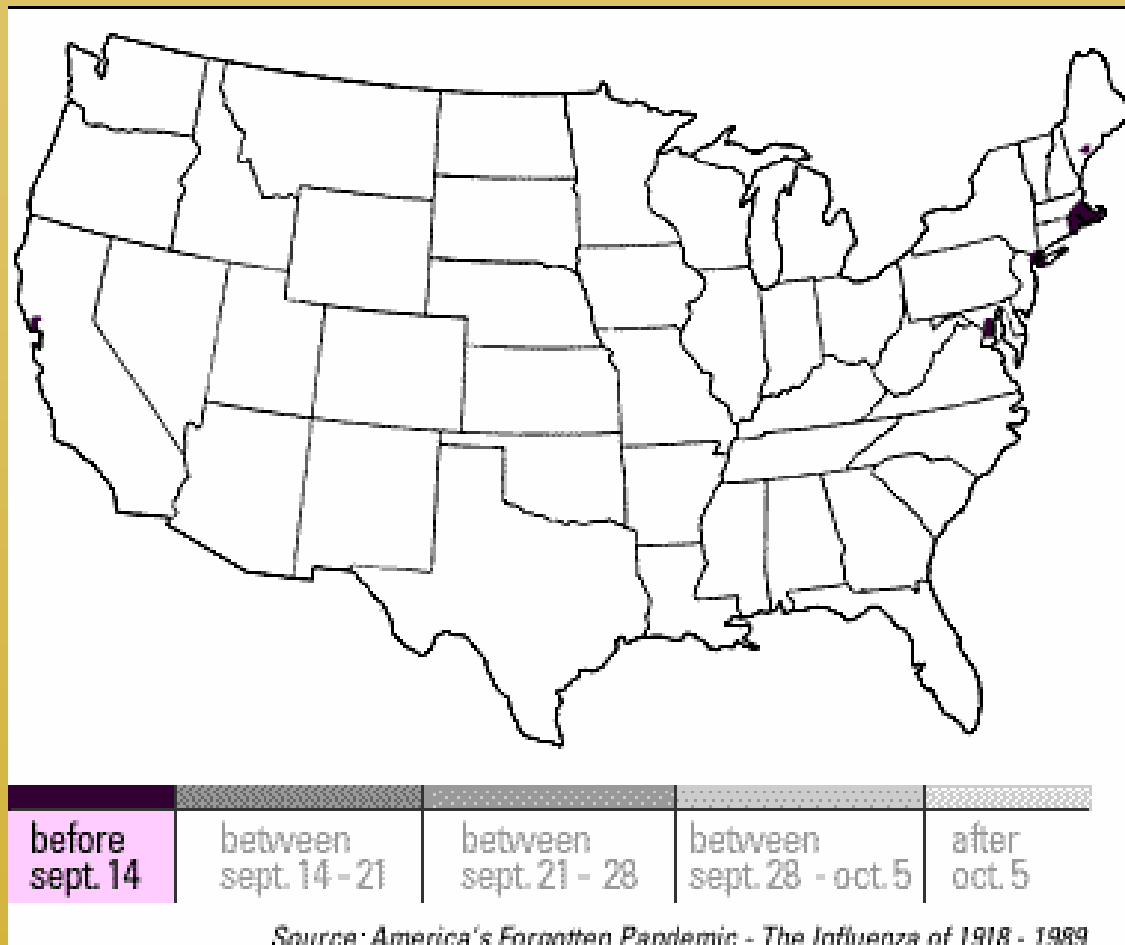 before
sept. 14
between
sept. 14 - 21
between
sept. 21 - 28
between
sept. 28 - oct. 5
after
oct. 5
Source: America's Forgotten Pandemic - The Influenza of 1918 - 1989